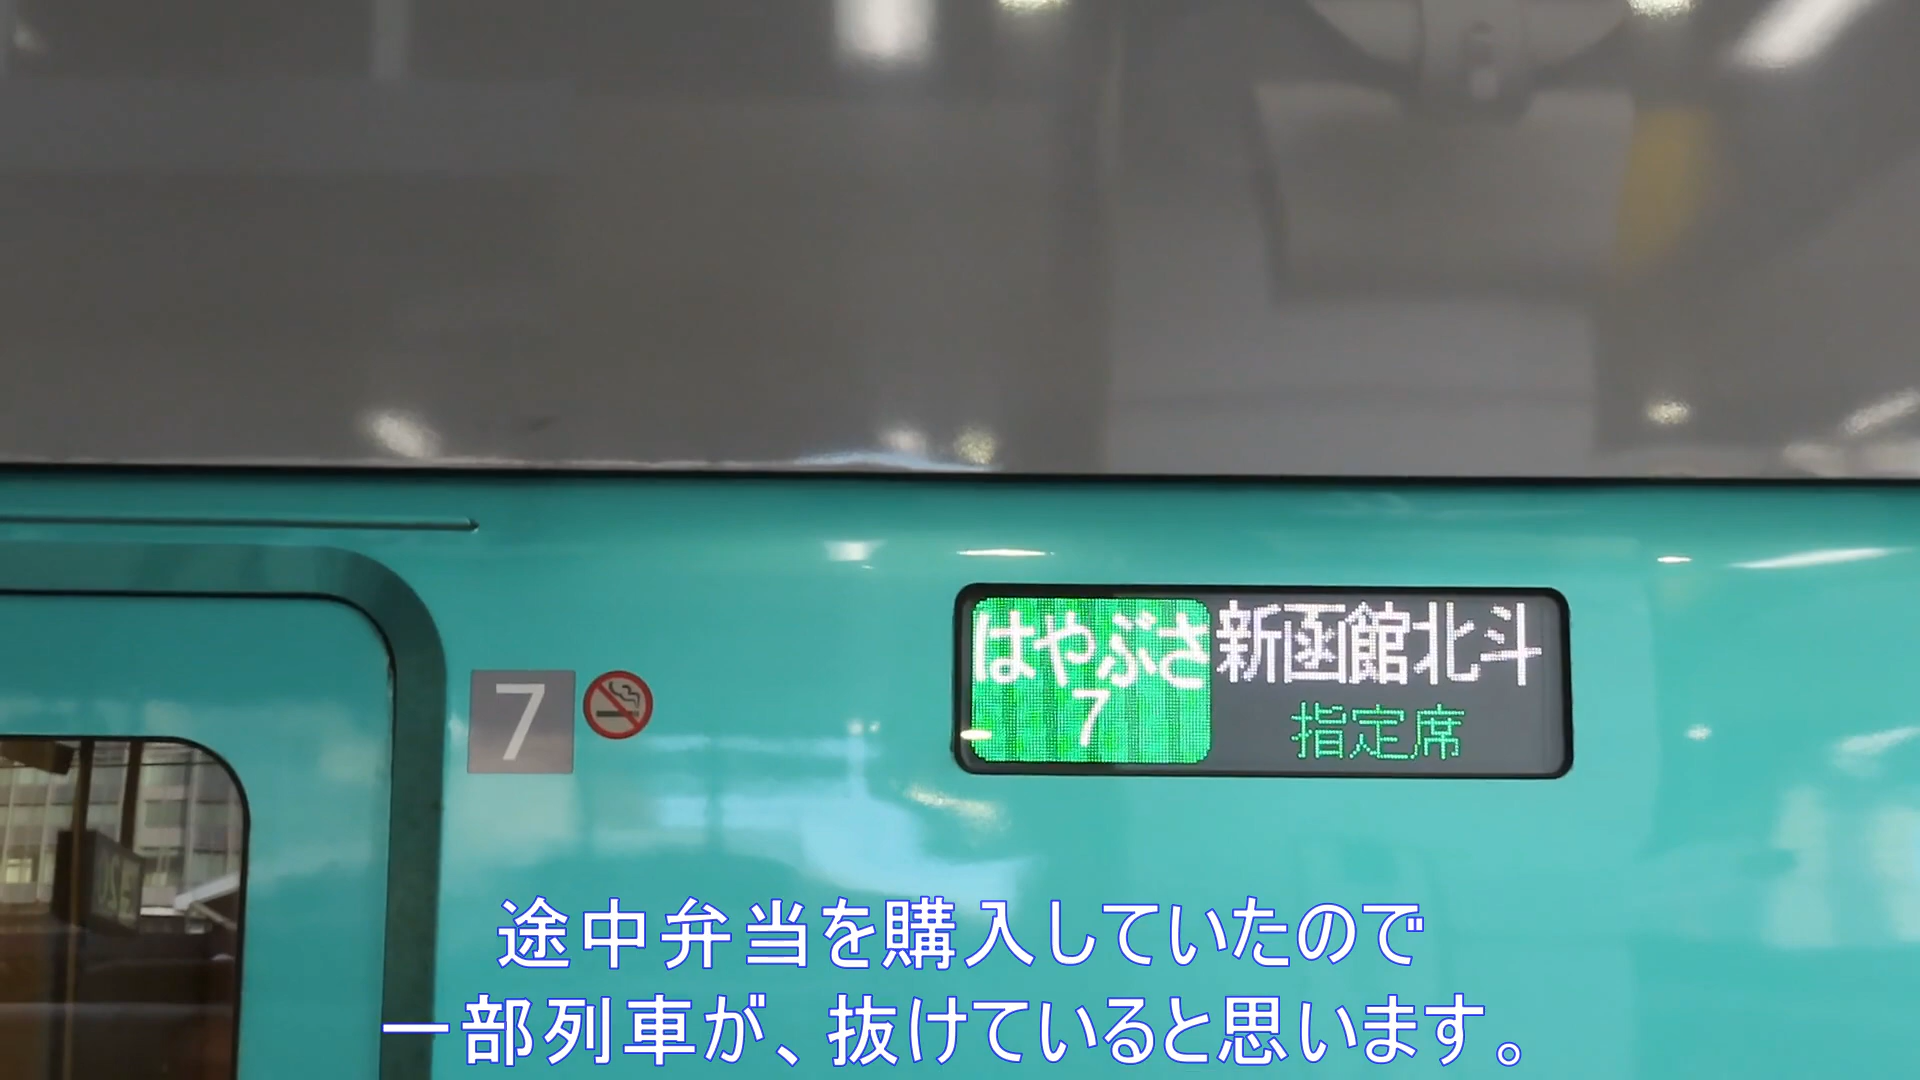 はやぶさ 新函館北斗
7 指定席
7
途中弁当を購入していたので
一部列車が、抜けていると思います。